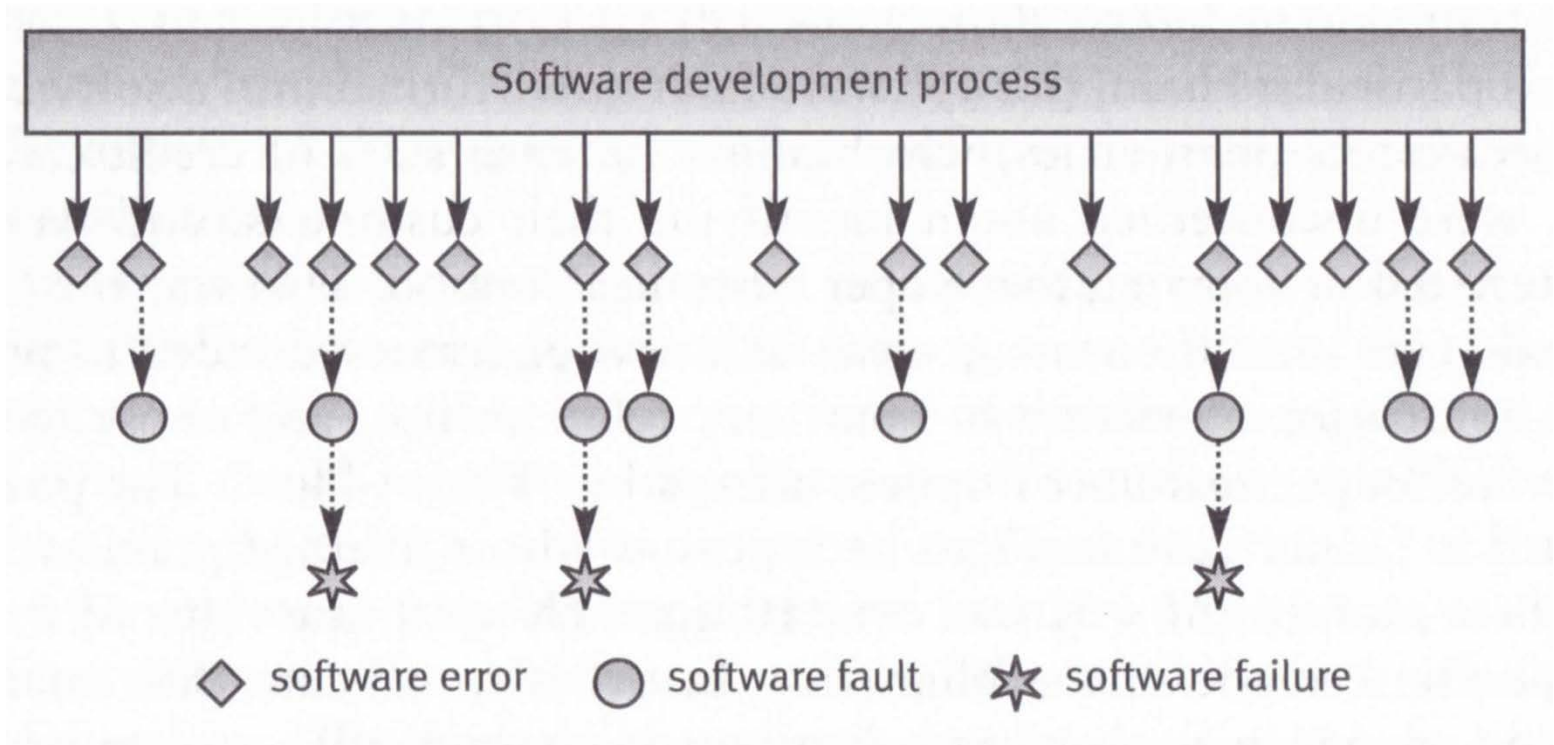 Software development process
software error
software fault
software failure